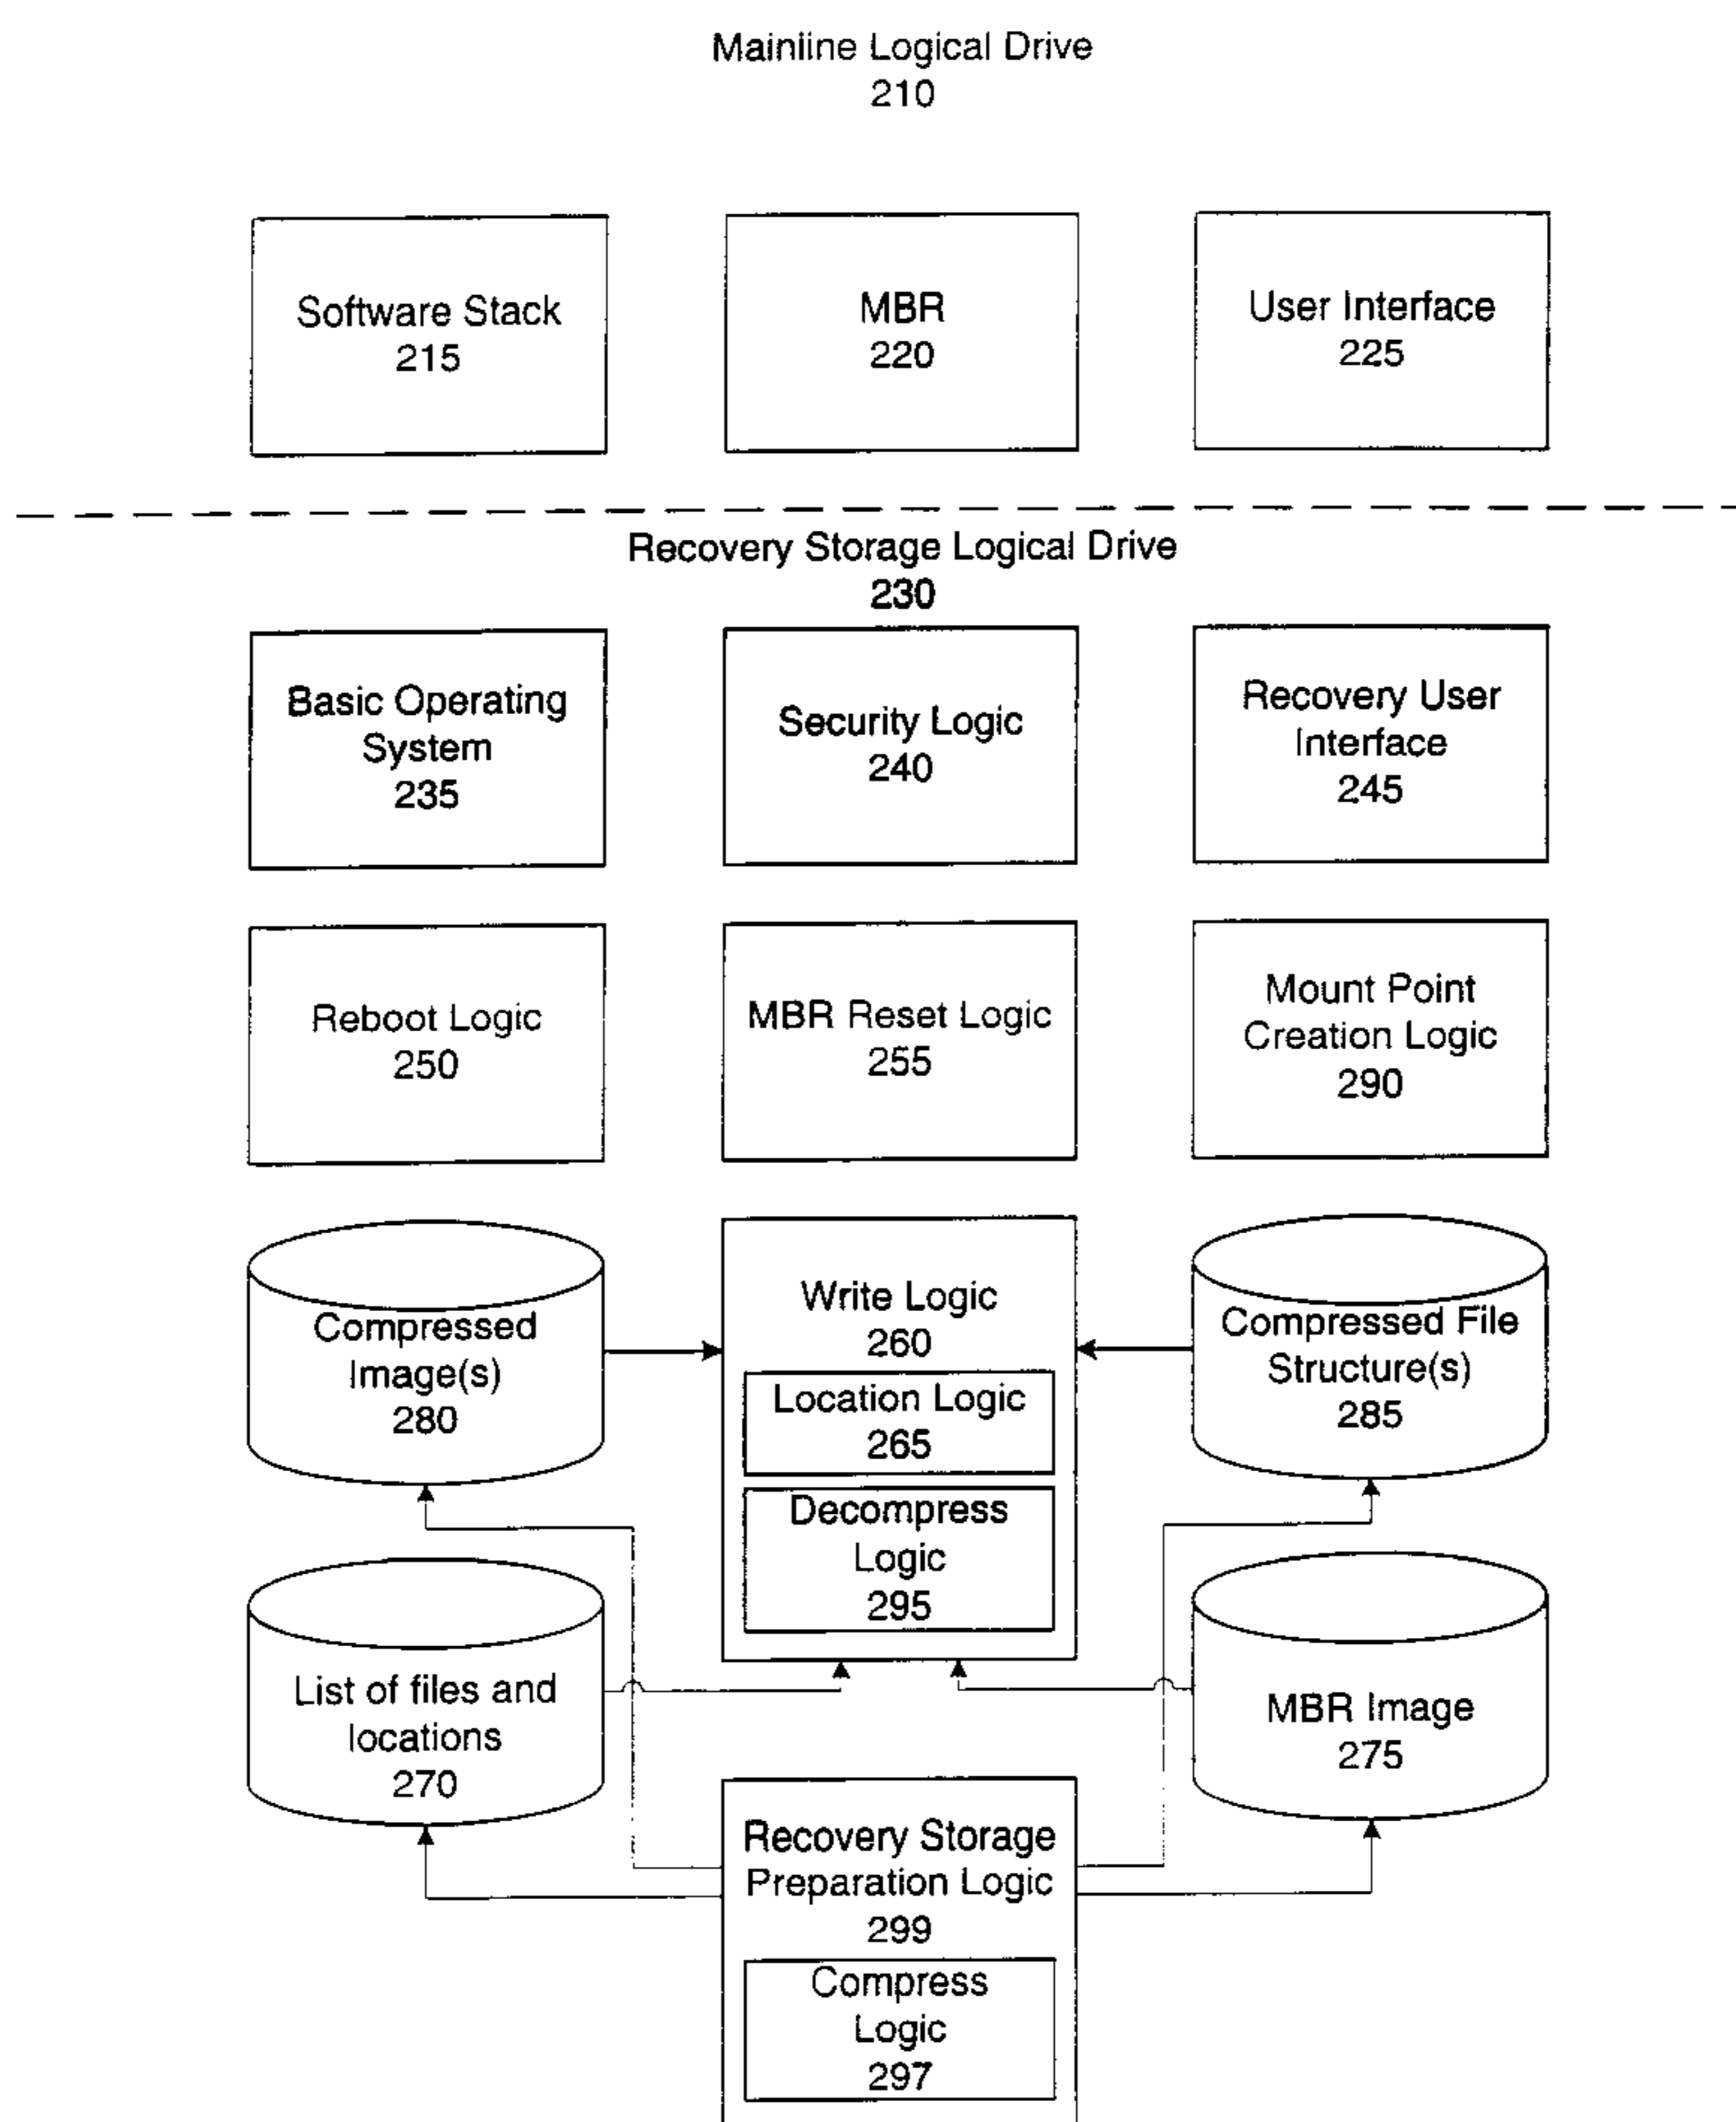 Mainline Logical Drive
210
Software Stack
215
MBR
220
User Interface
225
Recovery Storage Logical Drive
230
Basic Operating
System
235
Security Logic
240
Recovery User
Interface
245
Reboot Logic
250
MBR Reset Logic
255
Mount Point
Creation Logic
290
Compressed
Image(s)
280
Write Logic
260
Location Logic
265
Decompress
Logic
295
Compressed File
Structure(s)
285
List of files and
locations
270
MBR Image
275
Recovery Storage
Preparation Logic
299
Compress
Logic
297